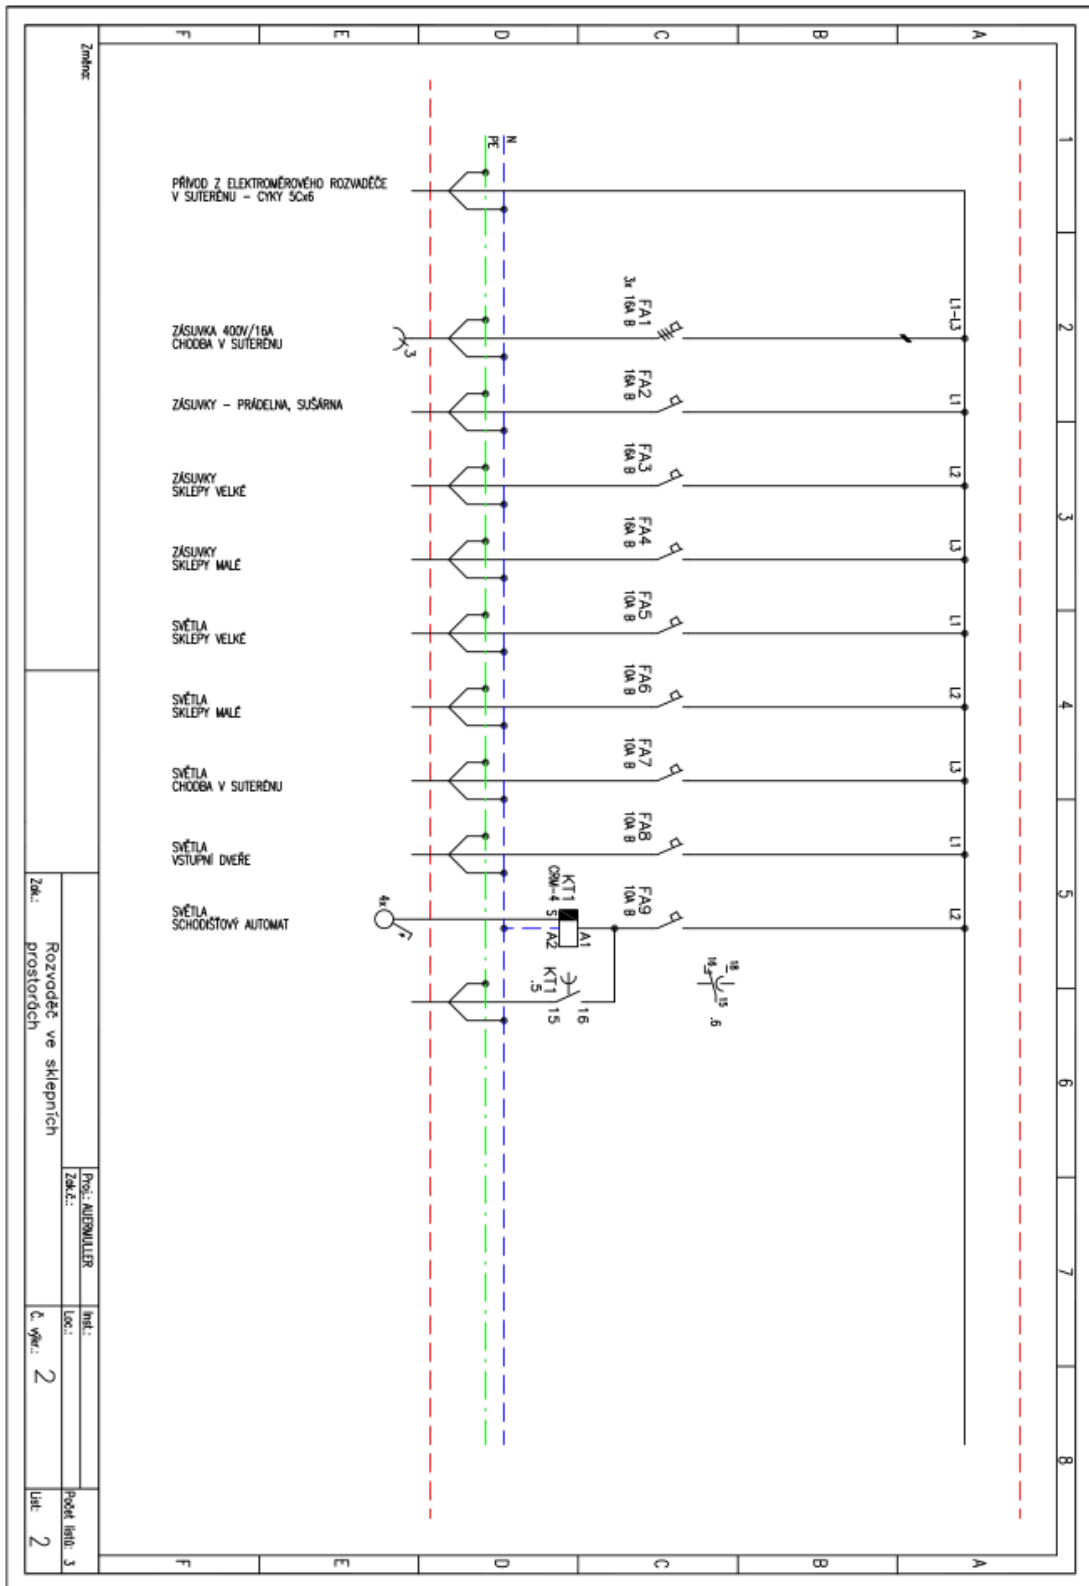 1
2
3
4
5
6
7
8
A
B
C
D
E
F
A
B
C
D
E
F
N
PE
PŘÍVOD Z ELEKTROMĚROVÉHO ROZVADĚČE
V SUTERÉNU – CYKY 5Cx6
L1-L3
FA1
3x 16A B
3
ZÁSUVKA 400V/16A
CHODBA V SUTERÉNU
L1
FA2
16A B
ZÁSUVKY – PRÁDELNA, SUŠÁRNA
L2
FA3
16A B
ZÁSUVKY
SKLEPY VELKÉ
L3
FA4
16A B
ZÁSUVKY
SKLEPY MALÉ
L1
FA5
10A B
SVĚTLA
SKLEPY VELKÉ
L2
FA6
10A B
SVĚTLA
SKLEPY MALÉ
L3
FA7
10A B
SVĚTLA
CHODBA V SUTERÉNU
L1
FA8
10A B
SVĚTLA
VSTUPNÍ DVEŘE
L2
FA9
10A B
KT1
CRM-4
S
A1
A2
4x
SVĚTLA
SCHODIŠŤOVÝ AUTOMAT
18
16
15
.6
KT1
.5
16
15
Změna:
Zak.:
Rozvaděč ve sklepních
prostorách
Proj.: AUERMULLER
Zak.č.:
Inst.:
Loc.:
Č. výkr.: 2
Počet listů: 3
List: 2